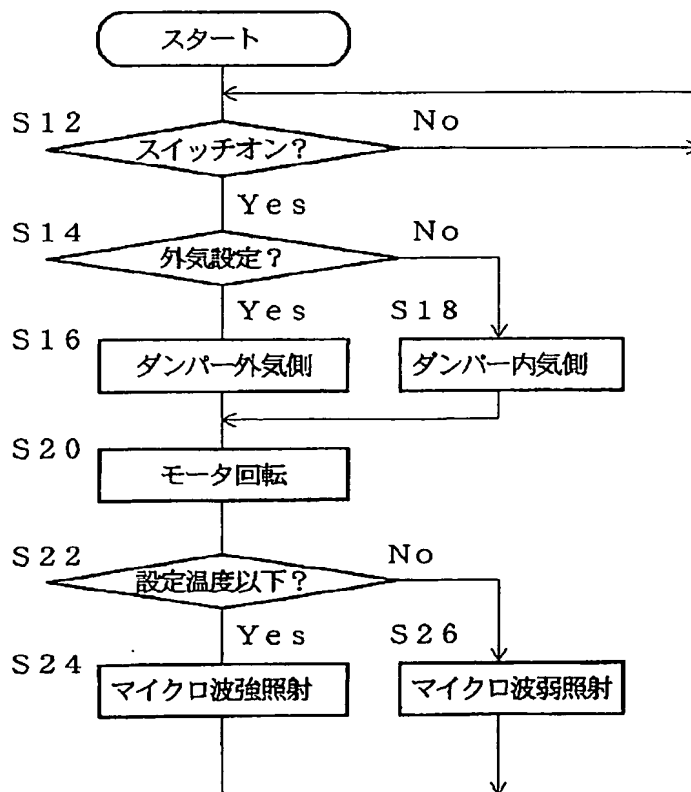 スタート
S12
No
スイッチオン?
Yes
S14
No
外気設定?
Yes
S18
S16
ダンパー外気側
ダンパー内気側
S20
モータ回転
S22
No
設定温度以下?
Yes
S26
S24
マイクロ波強照射
マイクロ波弱照射